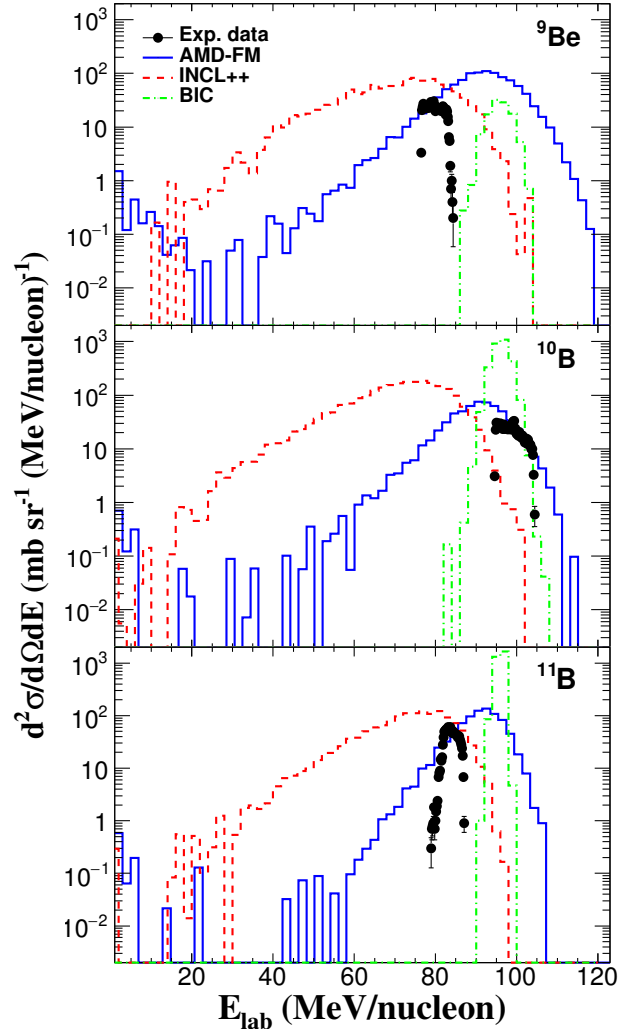 Exp. data
AMD-FM
INCL++
BIC
⁹Be
10²
10
1
10⁻¹
10⁻²
¹⁰B
10³
10²
10
1
10⁻¹
10⁻²
¹¹B
10³
10²
10
1
10⁻¹
10⁻²
20 40 60 80 100 120
E_lab (MeV/nucleon)
d²σ/dΩdE (mb sr⁻¹ (MeV/nucleon)⁻¹)